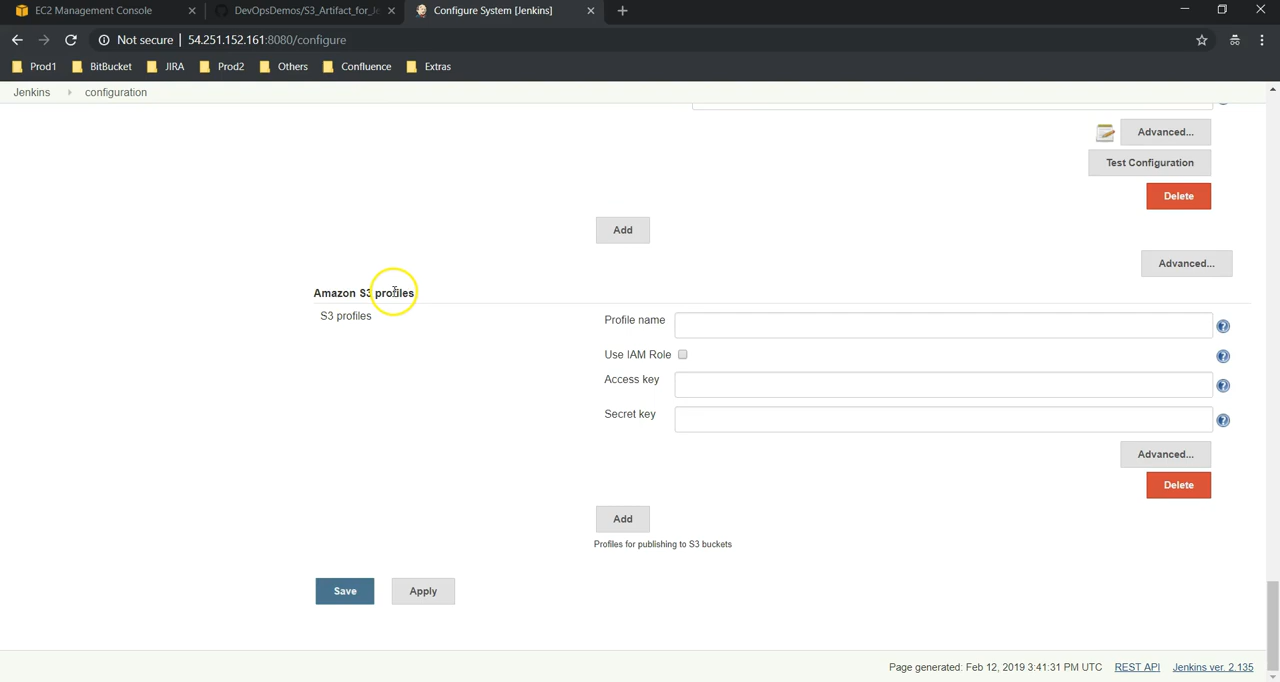 EC2 Management Console
DevOpsDemos/S3_Artifact_for_Je
Configure System [Jenkins]
Not secure | 54.251.152.161:8080/configure
Prod1 BitBucket JIRA Prod2 Others Confluence Extras
Jenkins configuration
Advanced...
Test Configuration
Delete
Add
Advanced...
Amazon S3 profiles
S3 profiles
Profile name
Use IAM Role
Access key
Secret key
Advanced...
Delete
Add
Profiles for publishing to S3 buckets
Save Apply
Page generated: Feb 12, 2019 3:41:31 PM UTC REST API Jenkins ver. 2.135